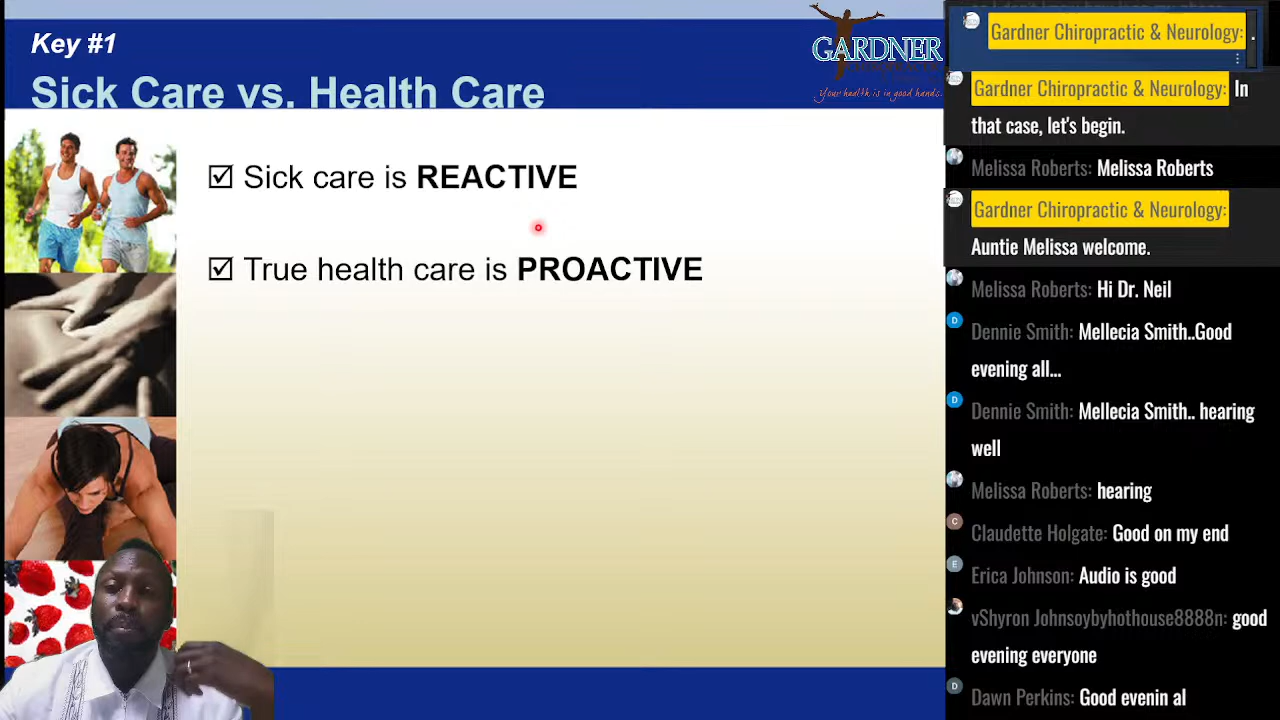 Key #1
Sick Care vs. Health Care
GARDNER
Your health is in good hands.
Sick care is REACTIVE
True health care is PROACTIVE
Gardner Chiropractic & Neurology: .
Gardner Chiropractic & Neurology: In
that case, let's begin.
Melissa Roberts: Melissa Roberts
Gardner Chiropractic & Neurology:
Auntie Melissa welcome.
Melissa Roberts: Hi Dr. Neil
D
Dennie Smith: Mellecia Smith..Good
evening all...
D
Dennie Smith: Mellecia Smith.. hearing
well
Melissa Roberts: hearing
C
Claudette Holgate: Good on my end
E
Erica Johnson: Audio is good
vShyron Johnsoybyhothouse8888n: good
evening everyone
D
Dawn Perkins: Good evenin al